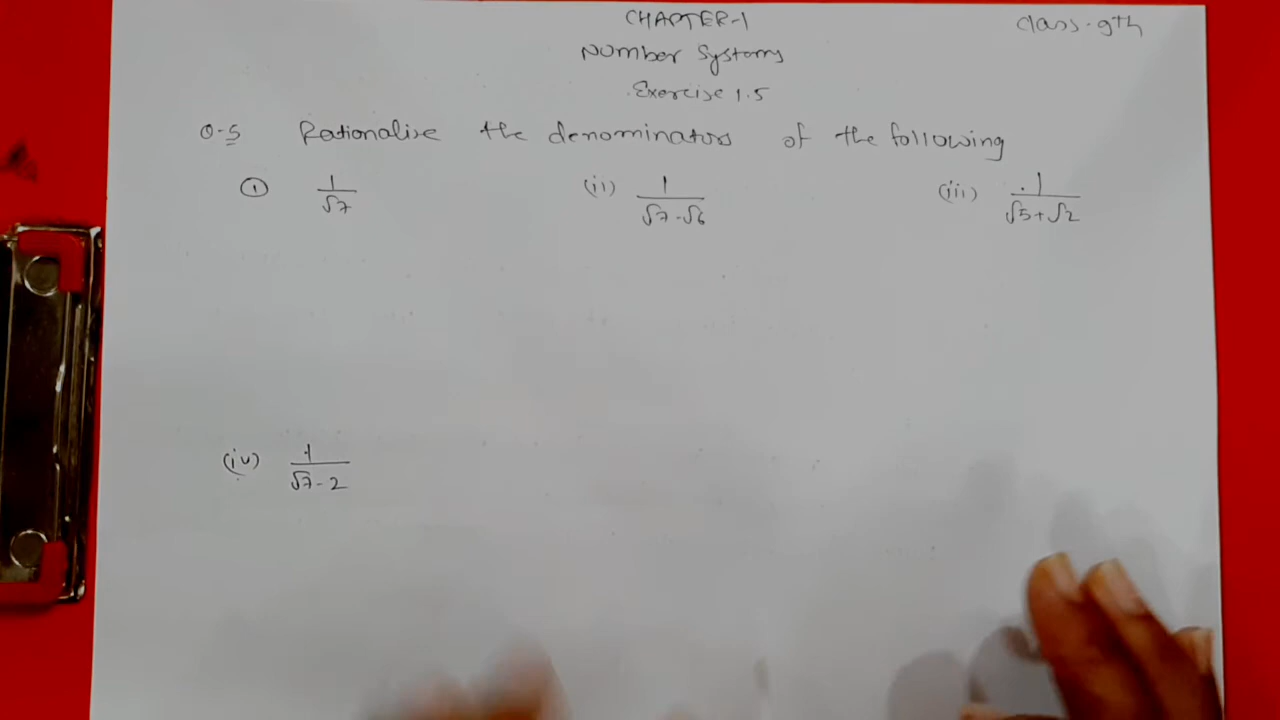 CHAPTER-1
Class-9th
Number Systems
Exercise 1.5
Q-5 Rationalise the denominators of the following
① 1/√7 (ii) 1/√7-√6 (iii) 1/√5+√2
(iv) 1/√7-2